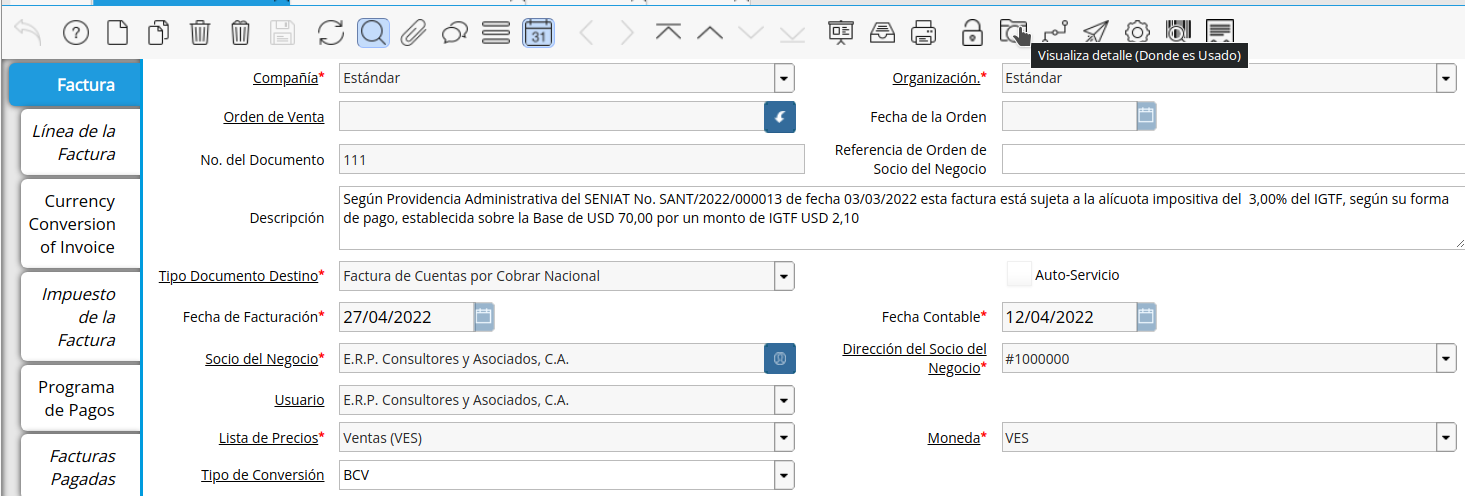 31
Visualiza detalle (Donde es Usado)
Factura
Compañía* Estándar Organización.* Estándar
Línea de la
Factura
Orden de Venta Fecha de la Orden
No. del Documento 111 Referencia de Orden de
Socio del Negocio
Currency
Conversion
of Invoice
Descripción
Según Providencia Administrativa del SENIAT No. SANT/2022/000013 de fecha 03/03/2022 esta factura está sujeta a la alícuota impositiva del  3,00% del IGTF, según su forma
de pago, establecida sobre la Base de USD 70,00 por un monto de IGTF USD 2,10
Tipo Documento Destino* Factura de Cuentas por Cobrar Nacional Auto-Servicio
Impuesto
de la
Factura
Fecha de Facturación* 27/04/2022 Fecha Contable* 12/04/2022
Socio del Negocio* E.R.P. Consultores y Asociados, C.A. Dirección del Socio del
Negocio* #1000000
Programa
de Pagos
Usuario E.R.P. Consultores y Asociados, C.A.
Lista de Precios* Ventas (VES) Moneda* VES
Facturas
Pagadas
Tipo de Conversión BCV